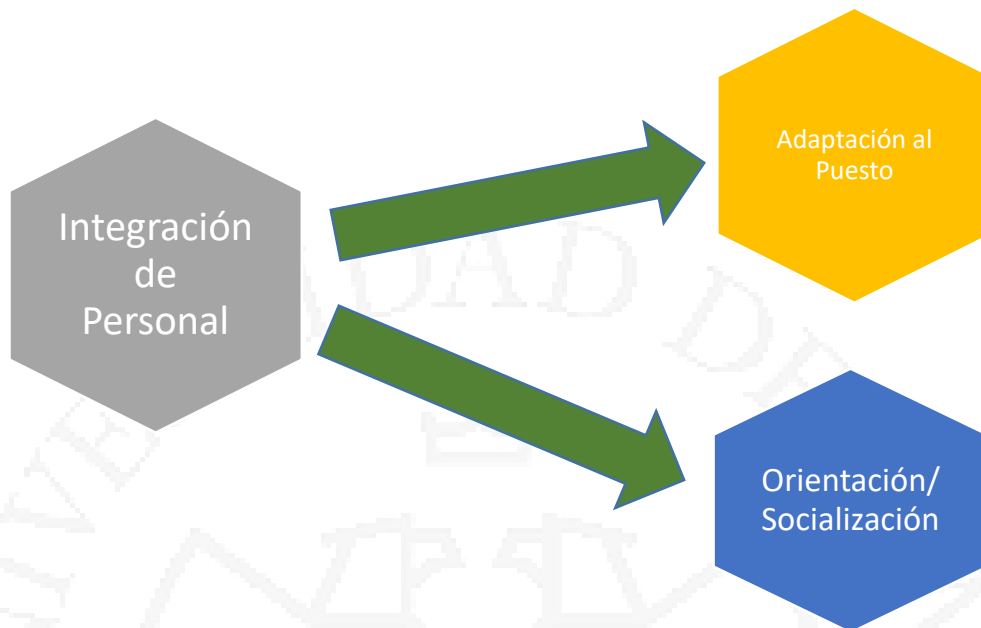 Integración
de
Personal
Adaptación al
Puesto
Orientación/
Socialización